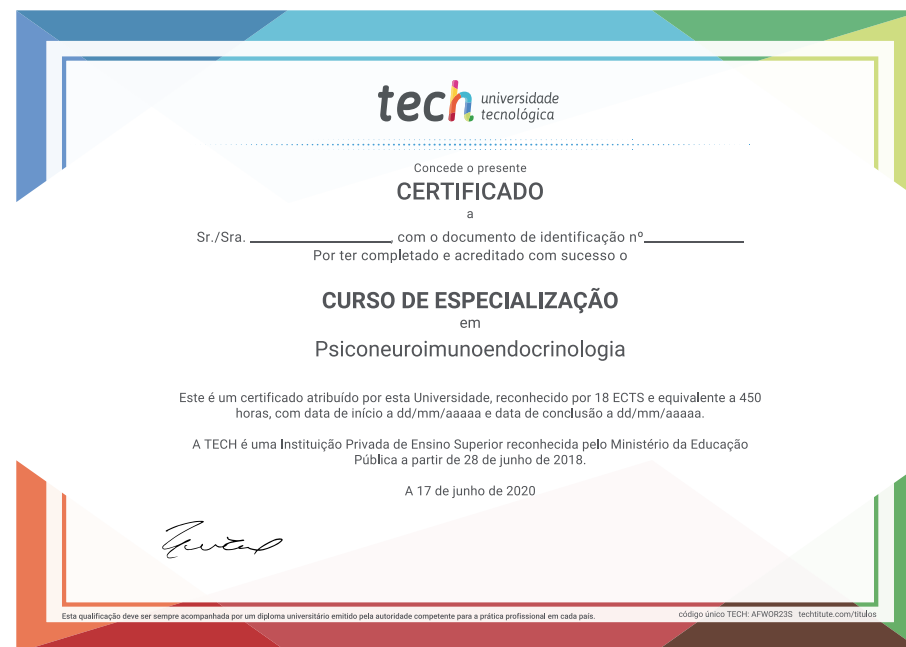 tech universidade
tecnológica
Concede o presente
CERTIFICADO
a
Sr./Sra. ________________, com o documento de identificação nº____________
Por ter completado e acreditado com sucesso o
CURSO DE ESPECIALIZAÇÃO
em
Psiconeuroimunoendocrinologia
Este é um certificado atribuído por esta Universidade, reconhecido por 18 ECTS e equivalente a 450
horas, com data de início a dd/mm/aaaaa e data de conclusão a dd/mm/aaaaa.
A TECH é uma Instituição Privada de Ensino Superior reconhecida pelo Ministério da Educação
Pública a partir de 28 de junho de 2018.
A 17 de junho de 2020
Esta qualificação deve ser sempre acompanhada por um diploma universitário emitido pela autoridade competente para a prática profissional em cada país.
código único TECH: AFWOR23S techtitute.com/titulos